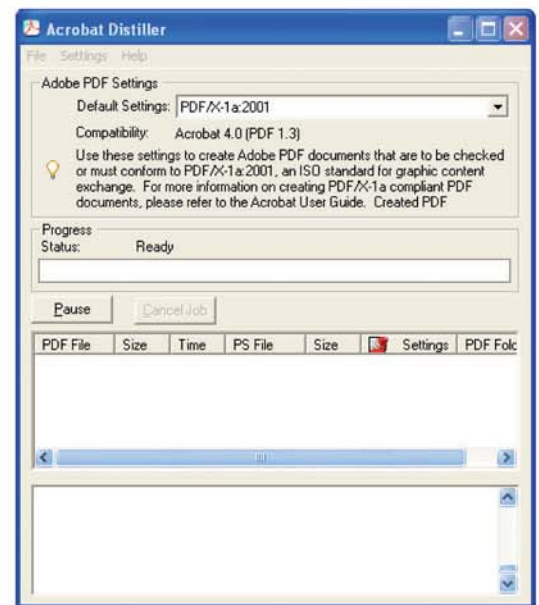 Acrobat Distiller
File Settings Help
Adobe PDF Settings
Default Settings: PDF/X-1a:2001
Compatibility: Acrobat 4.0 (PDF 1.3)
Use these settings to create Adobe PDF documents that are to be checked
or must conform to PDF/X-1a:2001, an ISO standard for graphic content
exchange. For more information on creating PDF/X-1a compliant PDF
documents, please refer to the Acrobat User Guide. Created PDF
Progress
Status: Ready
Pause Cancel Job
PDF File Size Time PS File Size Settings PDF Folc